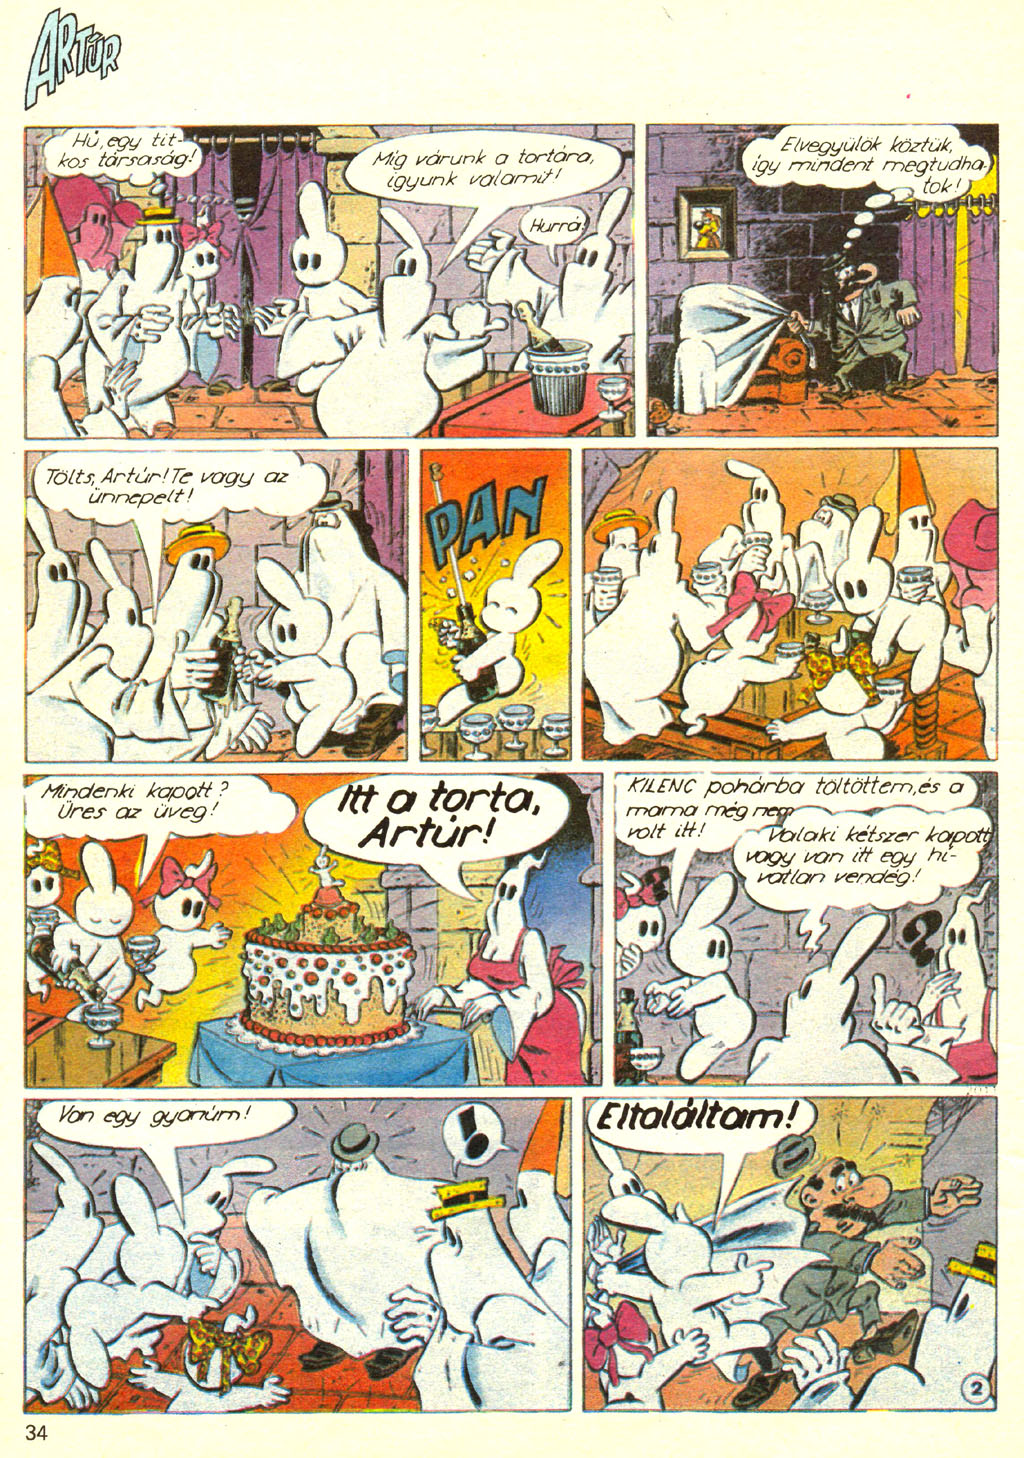 ARTÚR
Hú, egy tit-
kos társaság!
Míg várunk a tortára,
igyunk valamit!
Hurrá!
Elvegyülök köztük,
így mindent megtudha-
tok!
Tölts, Artúr! Te vagy az
ünnepelt!
PAN
Mindenki kapott?
Üres az üveg!
Itt a torta,
Artúr!
KILENC pohárba töltöttem, és a
mama még nem
volt itt!
Valaki kétszer kapott
vagy van itt egy hí-
vatlan vendég!
?
Van egy gyanúm!
!
Eltaláltam!
2
34